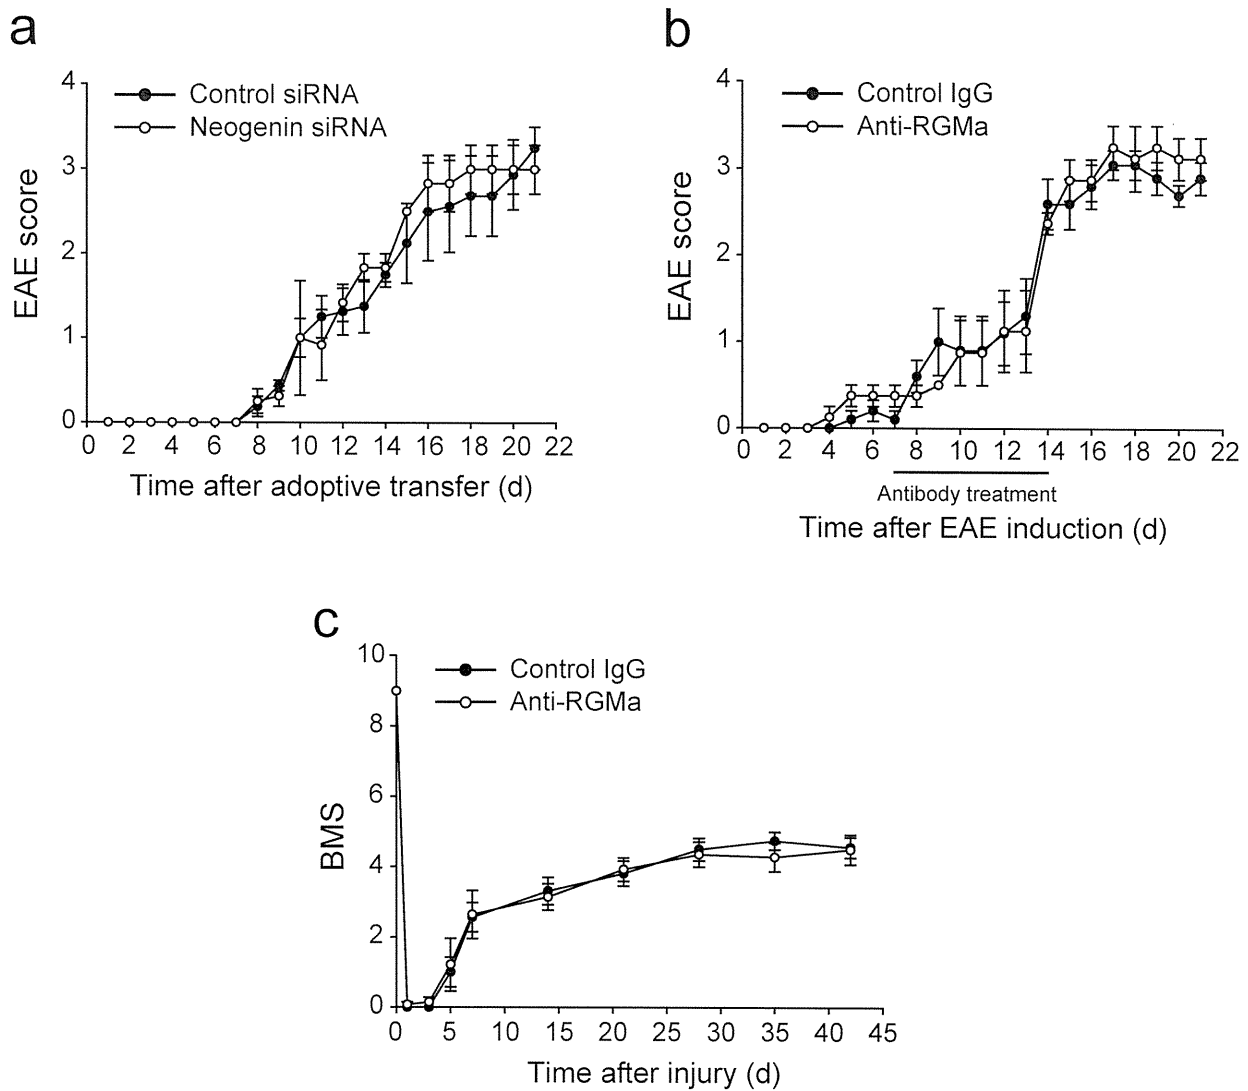 a
4
3
2
1
0
EAE score
Control siRNA
Neogenin siRNA
0 2 4 6 8 10 12 14 16 18 20 22
Time after adoptive transfer (d)
b
4
3
2
1
0
EAE score
Control IgG
Anti-RGMa
0 2 4 6 8 10 12 14 16 18 20 22
Antibody treatment
Time after EAE induction (d)
c
10
8
6
4
2
0
BMS
Control IgG
Anti-RGMa
0 5 10 15 20 25 30 35 40 45
Time after injury (d)